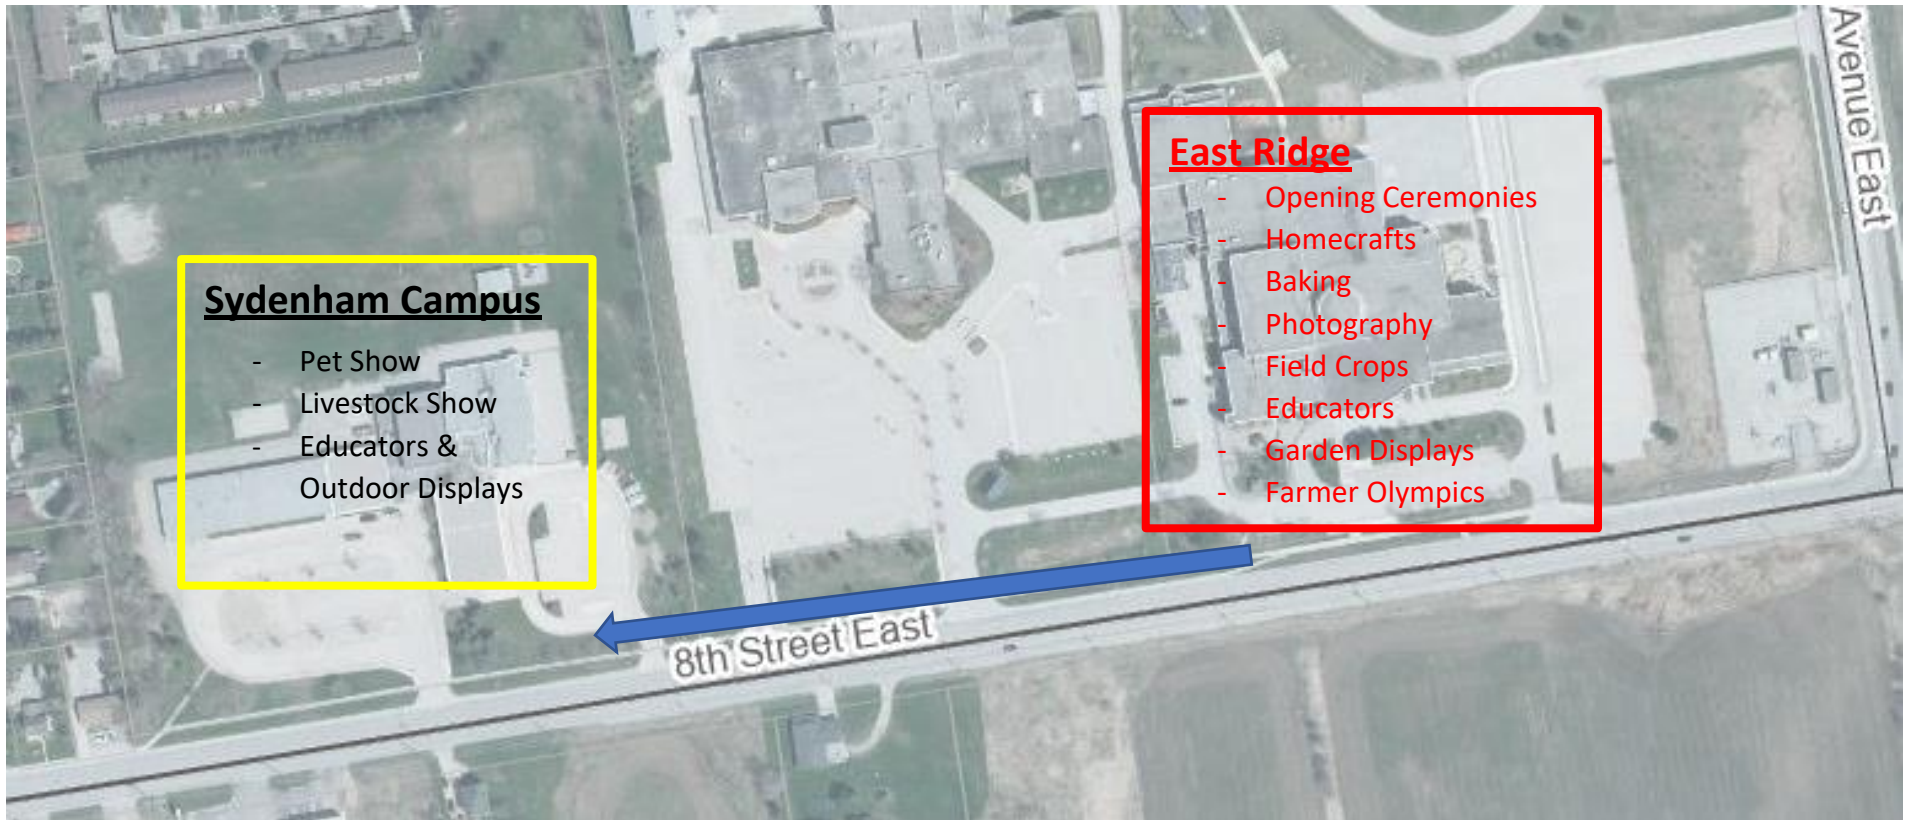 Sydenham Campus
- Pet Show
- Livestock Show
- Educators &
Outdoor Displays
East Ridge
- Opening Ceremonies
- Homecrafts
- Baking
- Photography
- Field Crops
- Educators
- Garden Displays
- Farmer Olympics
Avenue East
8th Street East